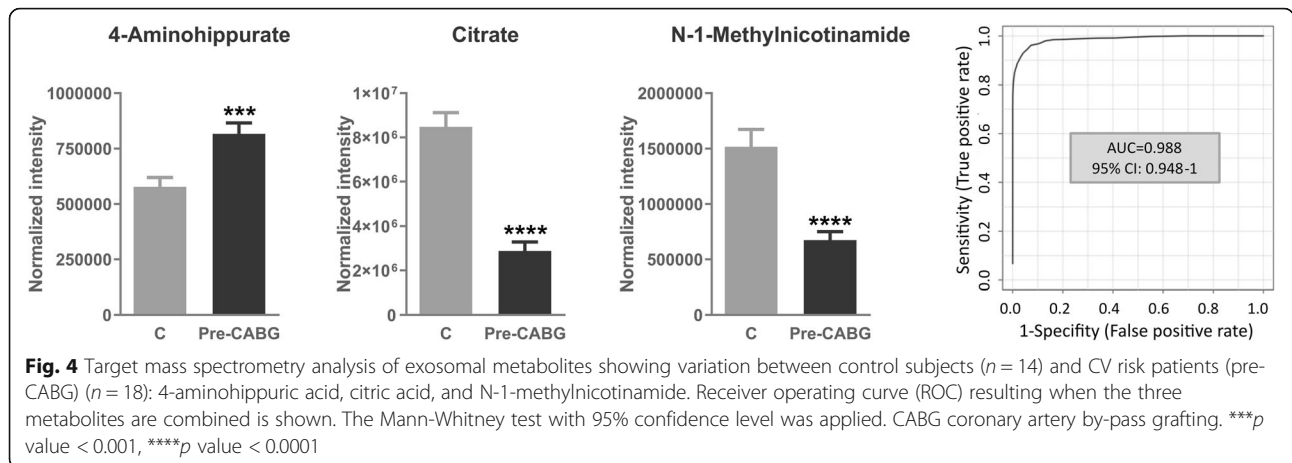 4-Aminohippurate
Normalized intensity
1000000
750000
500000
250000
0
***
C Pre-CABG
Citrate
Normalized intensity
1×10⁷
8×10⁶
6×10⁶
4×10⁶
2×10⁶
0
****
C Pre-CABG
N-1-Methylnicotinamide
Normalized intensity
2000000
1500000
1000000
500000
0
****
C Pre-CABG
Sensitivity (True positive rate)
1.0
0.8
0.6
0.4
0.2
0.0
AUC=0.988
95% CI: 0.948-1
0.0 0.2 0.4 0.6 0.8 1.0
1-Specifity (False positive rate)
Fig. 4 Target mass spectrometry analysis of exosomal metabolites showing variation between control subjects (n = 14) and CV risk patients (pre-
CABG) (n = 18): 4-aminohippuric acid, citric acid, and N-1-methylnicotinamide. Receiver operating curve (ROC) resulting when the three
metabolites are combined is shown. The Mann-Whitney test with 95% confidence level was applied. CABG coronary artery by-pass grafting. ***p
value < 0.001, ****p value < 0.0001